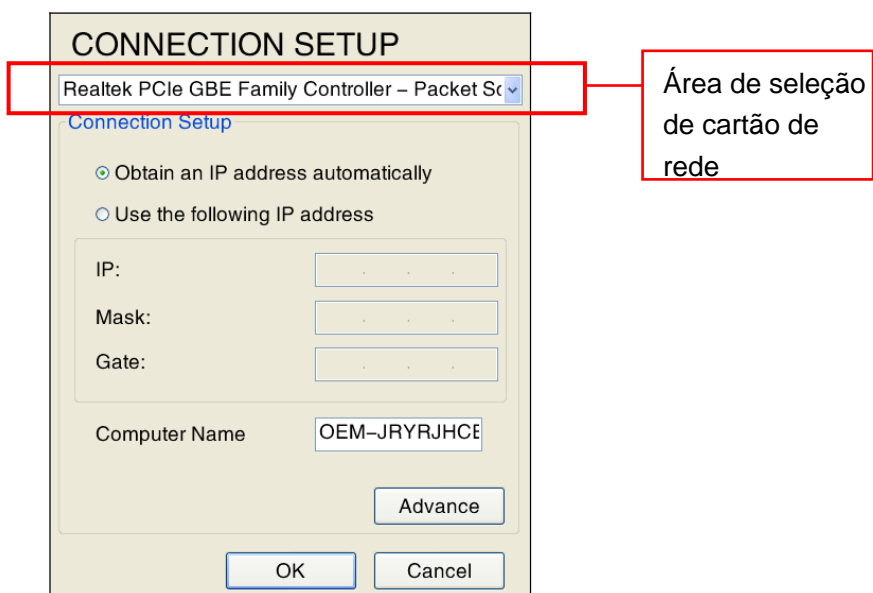 CONNECTION SETUP
Realtek PCIe GBE Family Controller – Packet Sc
Área de seleção
de cartão de
rede
Connection Setup
Obtain an IP address automatically
Use the following IP address
IP:
Mask:
Gate:
Computer Name
OEM–JRYRJHCE
Advance
OK
Cancel